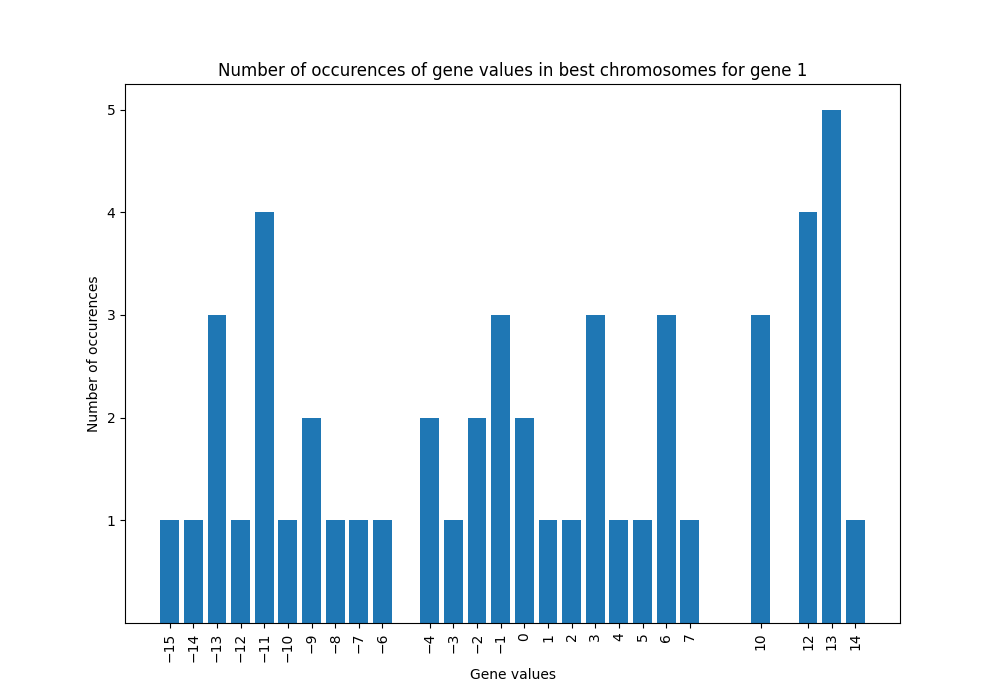 Number of occurences of gene values in best chromosomes for gene 1
Number of occurences
5
4
3
2
1
−15 −14 −13 −12 −11 −10 −9 −8 −7 −6 −4 −3 −2 −1 0 1 2 3 4 5 6 7 10 12 13 14
Gene values